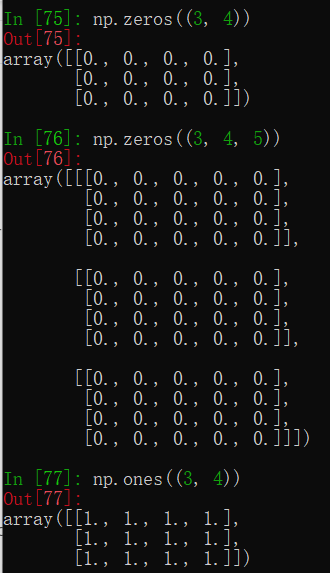 In [75]: np.zeros((3, 4))
Out[75]:
array([[0., 0., 0., 0.],
       [0., 0., 0., 0.],
       [0., 0., 0., 0.]])

In [76]: np.zeros((3, 4, 5))
Out[76]:
array([[[0., 0., 0., 0., 0.],
        [0., 0., 0., 0., 0.],
        [0., 0., 0., 0., 0.],
        [0., 0., 0., 0., 0.]],

       [[0., 0., 0., 0., 0.],
        [0., 0., 0., 0., 0.],
        [0., 0., 0., 0., 0.],
        [0., 0., 0., 0., 0.]],

       [[0., 0., 0., 0., 0.],
        [0., 0., 0., 0., 0.],
        [0., 0., 0., 0., 0.],
        [0., 0., 0., 0., 0.]]])

In [77]: np.ones((3, 4))
Out[77]:
array([[1., 1., 1., 1.],
       [1., 1., 1., 1.],
       [1., 1., 1., 1.]])